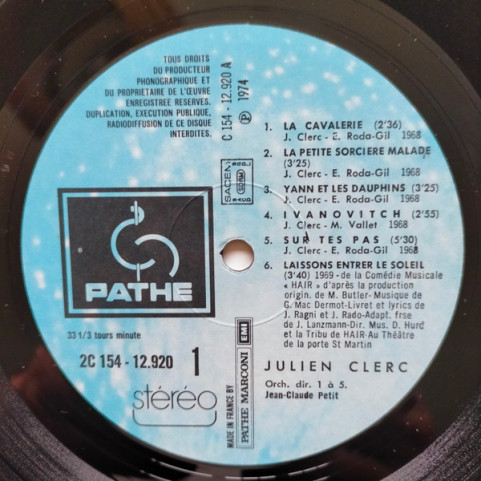 TOUS DROITS
DU PRODUCTEUR
PHONOGRAPHIQUE ET
DU PROPRIETAIRE DE L'ŒUVRE
ENREGISTREE RESERVES.
DUPLICATION, EXECUTION PUBLIQUE,
RADIODIFFUSION DE CE DISQUE
INTERDITES.
C 154 - 12.920 A
Ⓟ 1974
SACEM
PATHE
33 1/3 tours minute
2C 154 - 12.920 1
stéréo
MADE IN FRANCE BY
PATHE MARCONI EMI
1. LA CAVALERIE (2'36)
J. Clerc - E. Roda-Gil 1968
2. LA PETITE SORCIERE MALADE
(3'25)
J. Clerc - E. Roda-Gil 1968
3. YANN ET LES DAUPHINS (3'25)
J. Clerc - E. Roda-Gil 1968
4. IVANOVITCH (2'55)
J. Clerc - M. Vallet 1968
5. SUR TES PAS (5'30)
J. Clerc - E. Roda-Gil 1968
6. LAISSONS ENTRER LE SOLEIL
(3'40) 1969 - de la Comédie Musicale
« HAIR » d'après la production
origin. de M. Butler-Musique de
G. Mac Dermot-Livret et lyrics de
J. Ragni et J. Rado-Adapt. frse
de J. Lanzmann-Dir. Mus. D. Hurd
et la Tribu de HAIR-Au Théâtre
de la porte St Martin
JULIEN CLERC
Orch. dir. 1 à 5.
Jean-Claude Petit